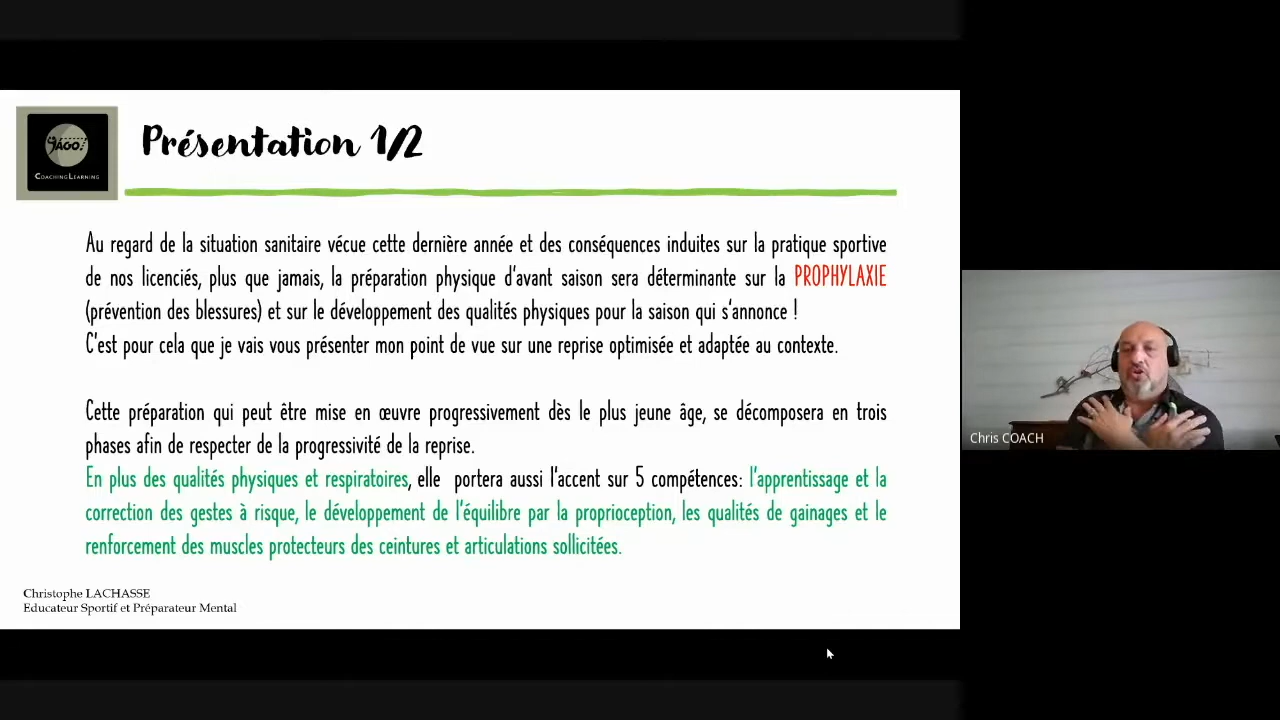 JAGO!
COACHINGLEARNING
Présentation 1/2
Au regard de la situation sanitaire vécue cette dernière année et des conséquences induites sur la pratique sportive
de nos licenciés, plus que jamais, la préparation physique d'avant saison sera déterminante sur la PROPHYLAXIE
(prévention des blessures) et sur le développement des qualités physiques pour la saison qui s'annonce !
C'est pour cela que je vais vous présenter mon point de vue sur une reprise optimisée et adaptée au contexte.
Cette préparation qui peut être mise en œuvre progressivement dès le plus jeune âge, se décomposera en trois
phases afin de respecter de la progressivité de la reprise.
En plus des qualités physiques et respiratoires, elle portera aussi l'accent sur 5 compétences: l'apprentissage et la
correction des gestes à risque, le développement de l'équilibre par la proprioception, les qualités de gainages et le
renforcement des muscles protecteurs des ceintures et articulations sollicitées.
Christophe LACHASSE
Educateur Sportif et Préparateur Mental
Chris COACH